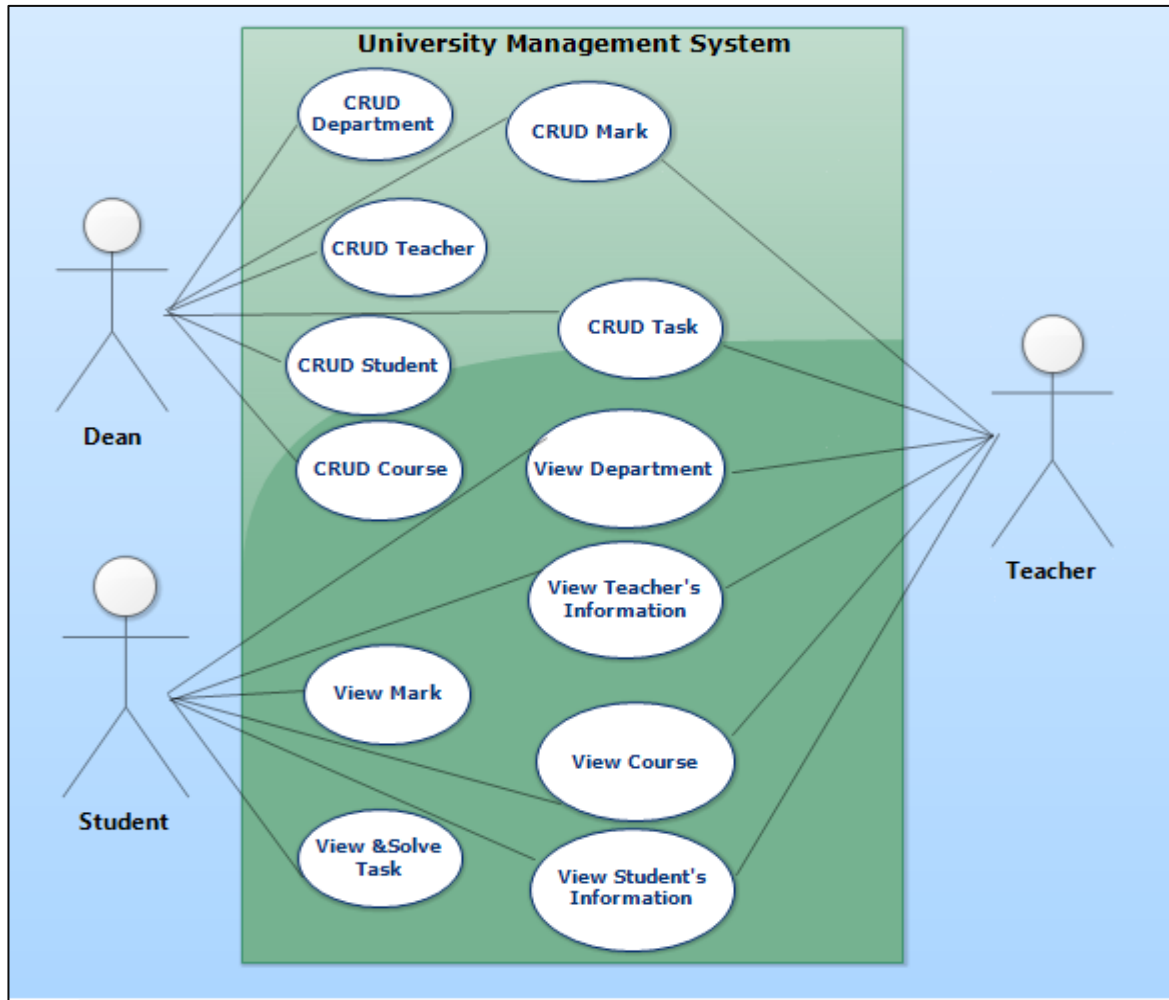 University Management System
CRUD
Department
CRUD Mark
CRUD Teacher
CRUD Task
CRUD Student
Dean
CRUD Course
View Department
View Teacher's
Information
Teacher
View Mark
View Course
Student
View &Solve
Task
View Student's
Information